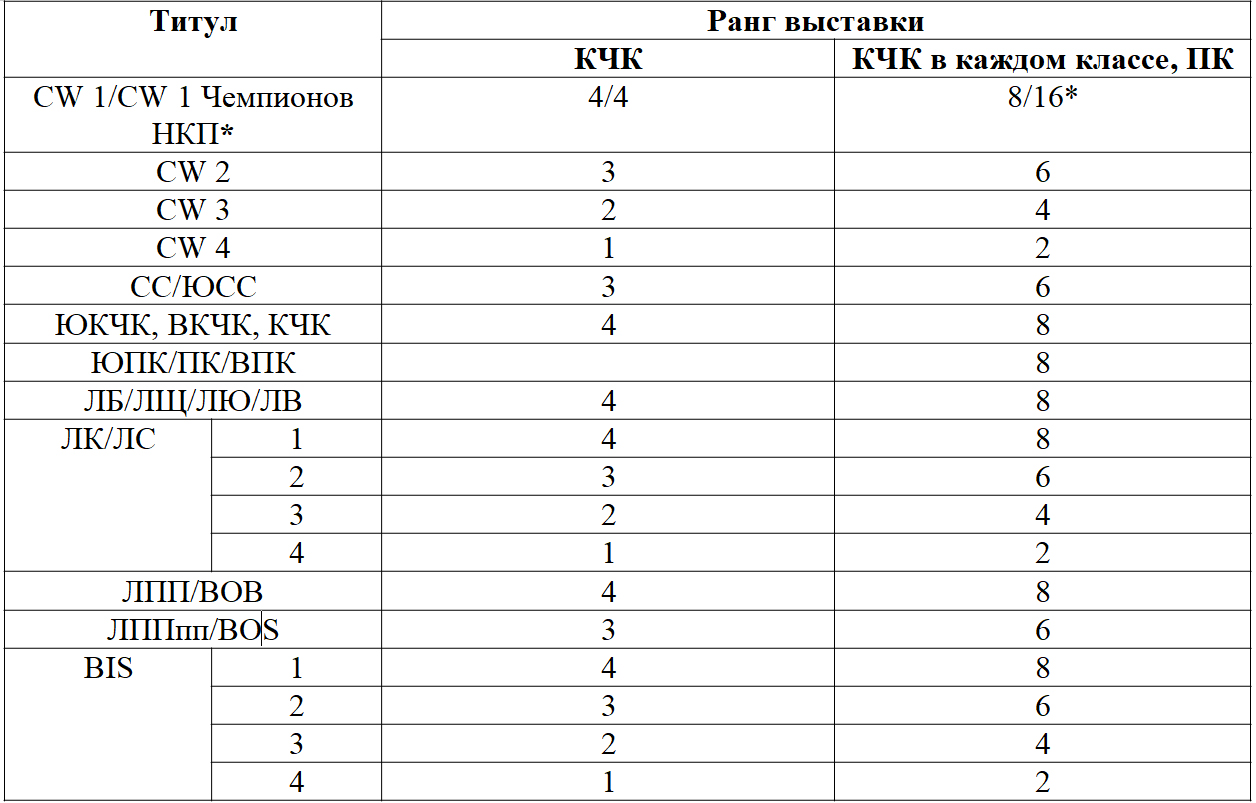 Титул Ранг выставки
КЧК КЧК в каждом классе, ПК
CW 1/CW 1 Чемпионов 4/4 8/16*
НКП*
CW 2 3 6
CW 3 2 4
CW 4 1 2
СС/ЮСС 3 6
ЮКЧК, ВКЧК, КЧК 4 8
ЮПК/ПК/ВПК 8
ЛБ/ЛЩ/ЛЮ/ЛВ 4 8
ЛК/ЛС 1 4 8
2 3 6
3 2 4
4 1 2
ЛПП/BOB 4 8
ЛПППпп/BOS 3 6
BIS 1 4 8
2 3 6
3 2 4
4 1 2